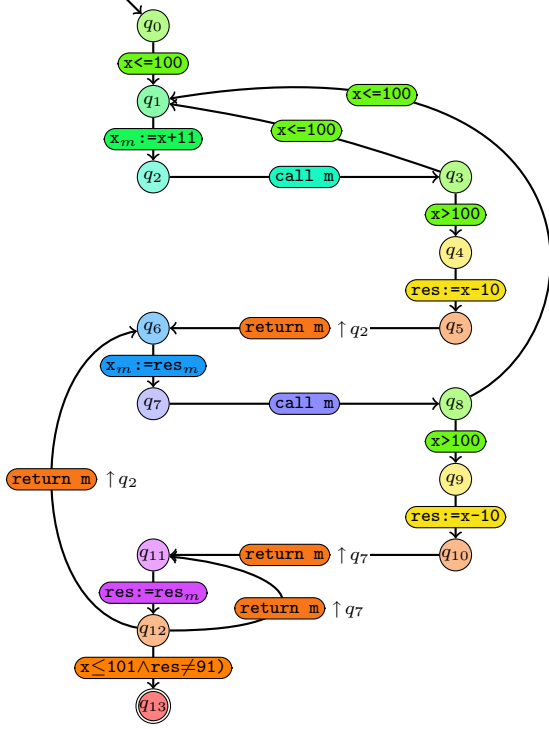 q0
x<=100
x<=100
q1
x<=100
xm:=x+11
q2
call m
q3
x>100
q4
res:=x-10
q6
return m ↑q2
q5
xm:=resm
q7
call m
q8
x>100
return m ↑q2
q9
res:=x-10
q11
return m ↑q7
q10
res:=resm
return m ↑q7
q12
x≤101∧res≠91)
q13